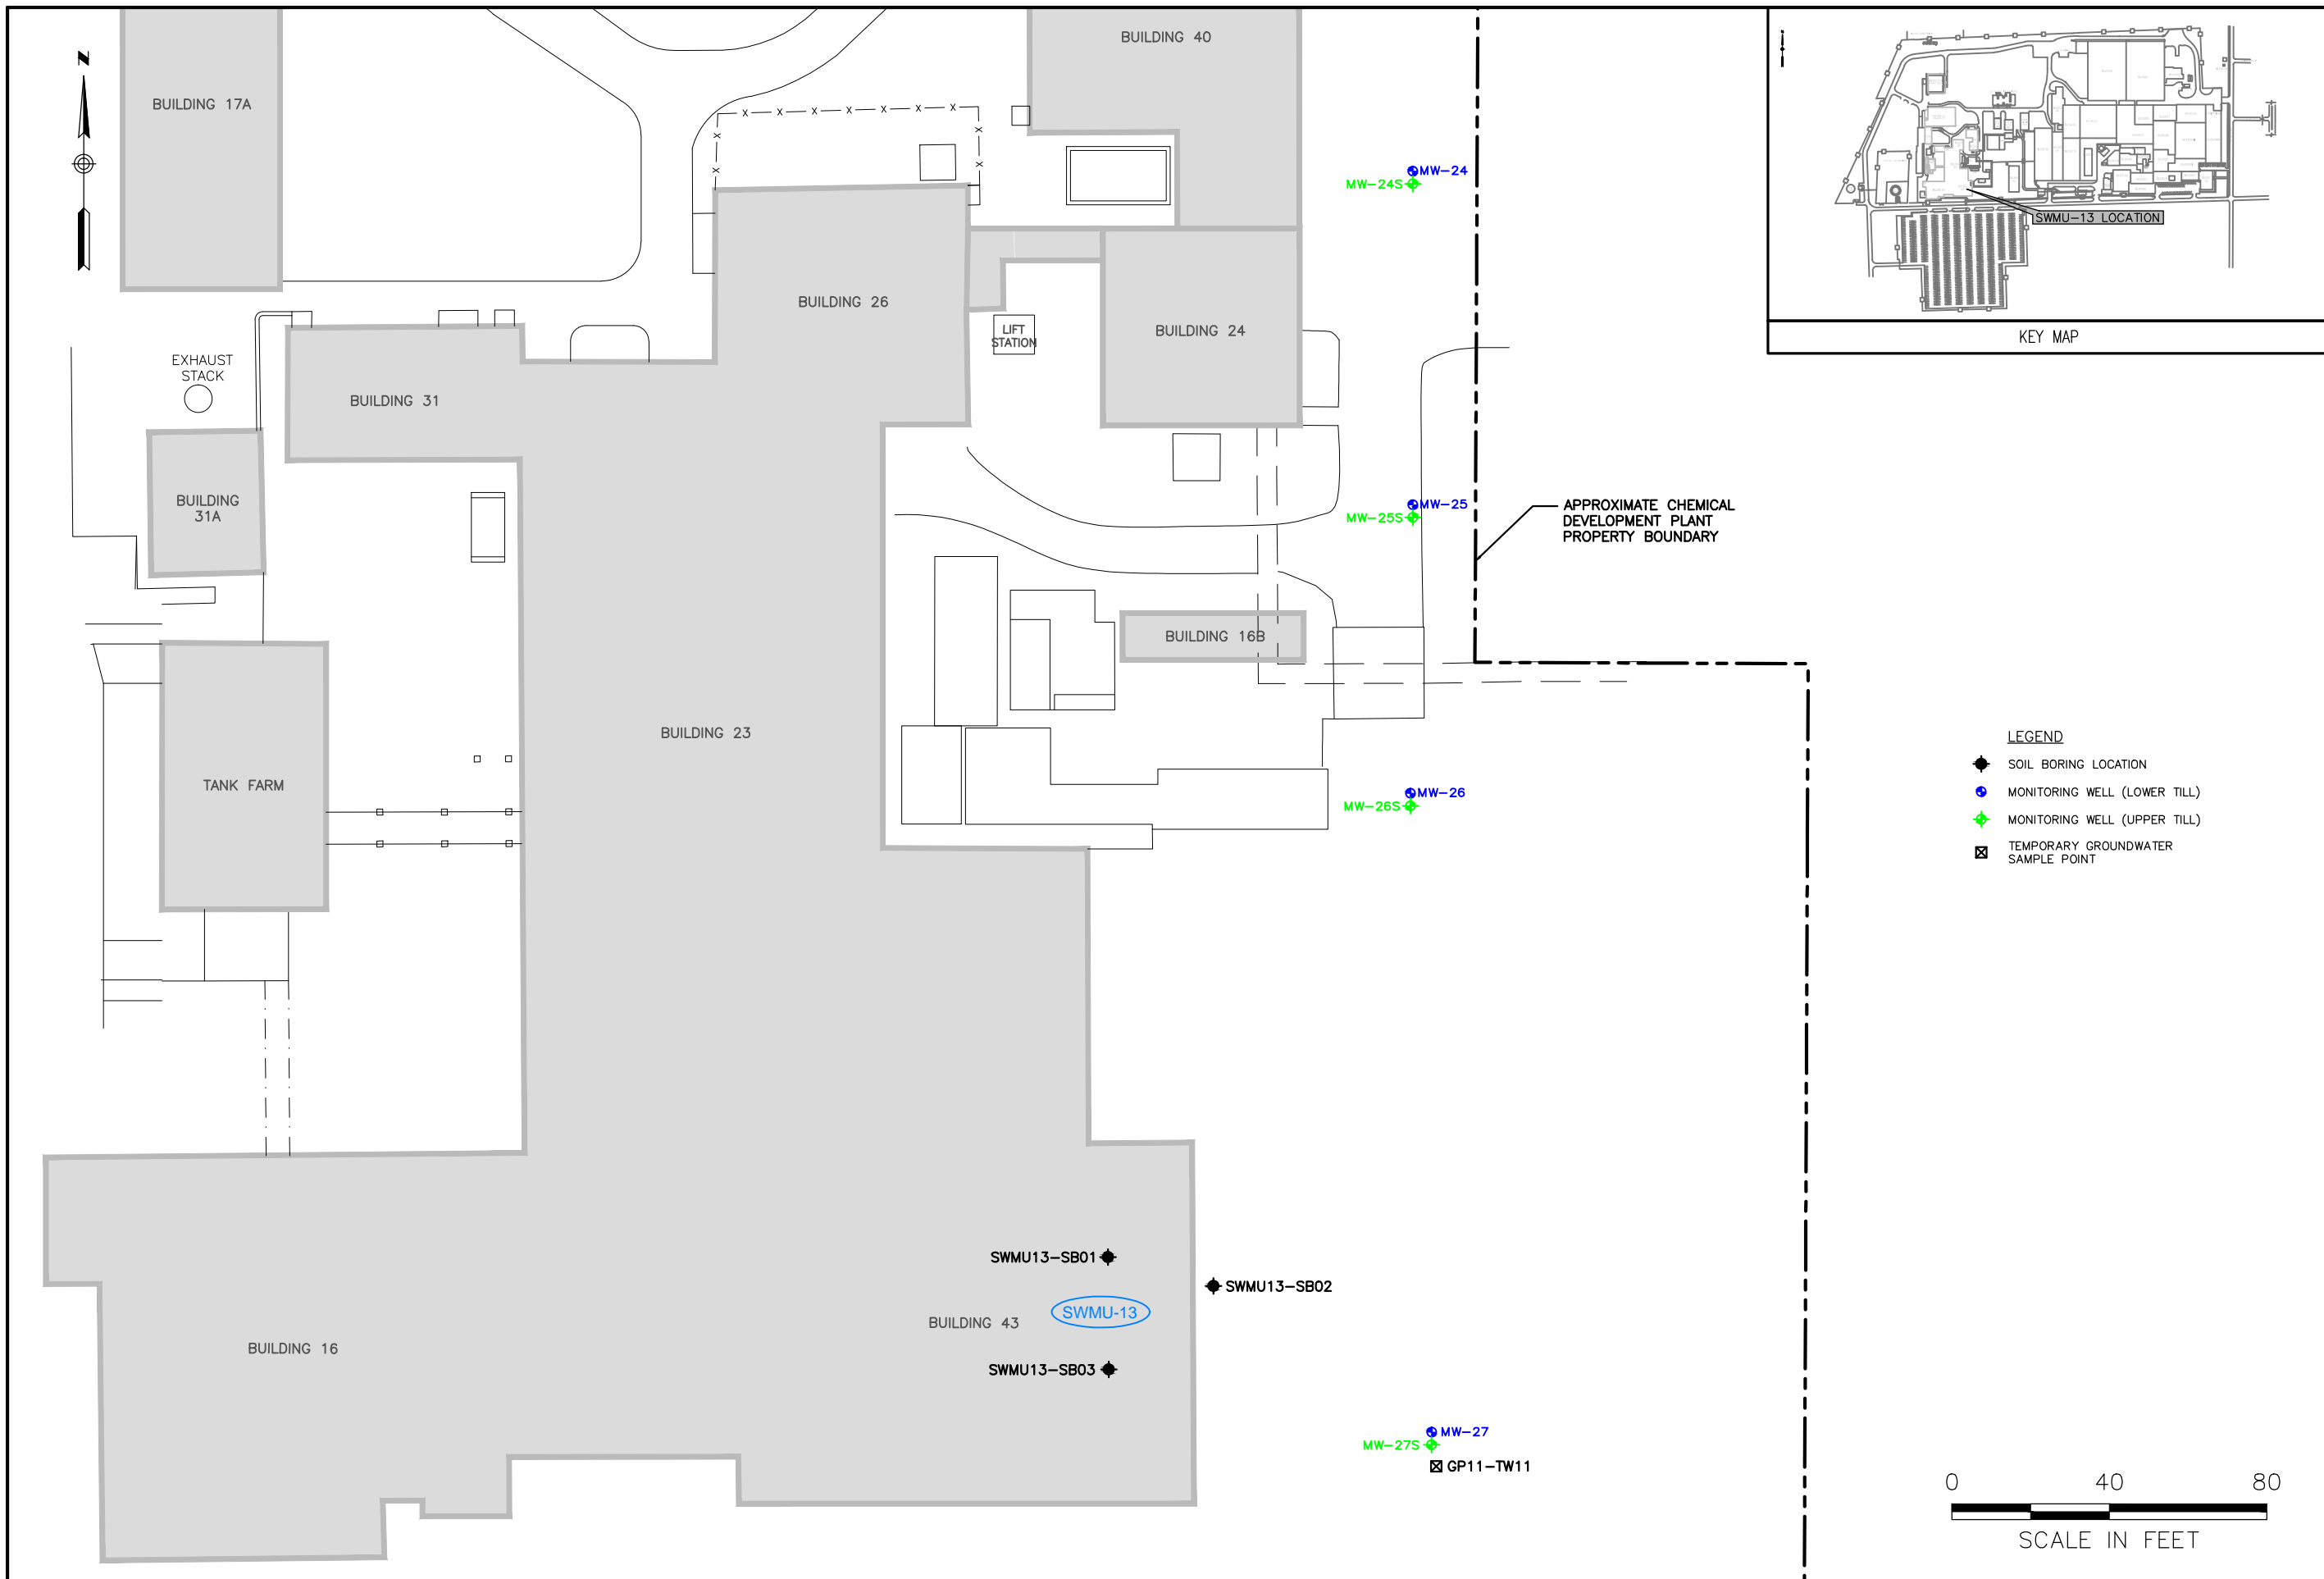 N
BUILDING 17A
BUILDING 40
SWMU-13 LOCATION
KEY MAP
MW-24
MW-24S
BUILDING 26
LIFT
STATION
BUILDING 24
EXHAUST
STACK
BUILDING 31
BUILDING
31A
MW-25
MW-25S
APPROXIMATE CHEMICAL
DEVELOPMENT PLANT
PROPERTY BOUNDARY
BUILDING 16B
BUILDING 23
TANK FARM
MW-26
MW-26S
LEGEND
SOIL BORING LOCATION
MONITORING WELL (LOWER TILL)
MONITORING WELL (UPPER TILL)
TEMPORARY GROUNDWATER
SAMPLE POINT
SWMU13-SB01
SWMU13-SB02
SWMU-13
BUILDING 43
BUILDING 16
SWMU13-SB03
MW-27
MW-27S
GP11-TW11
0 40 80
SCALE IN FEET